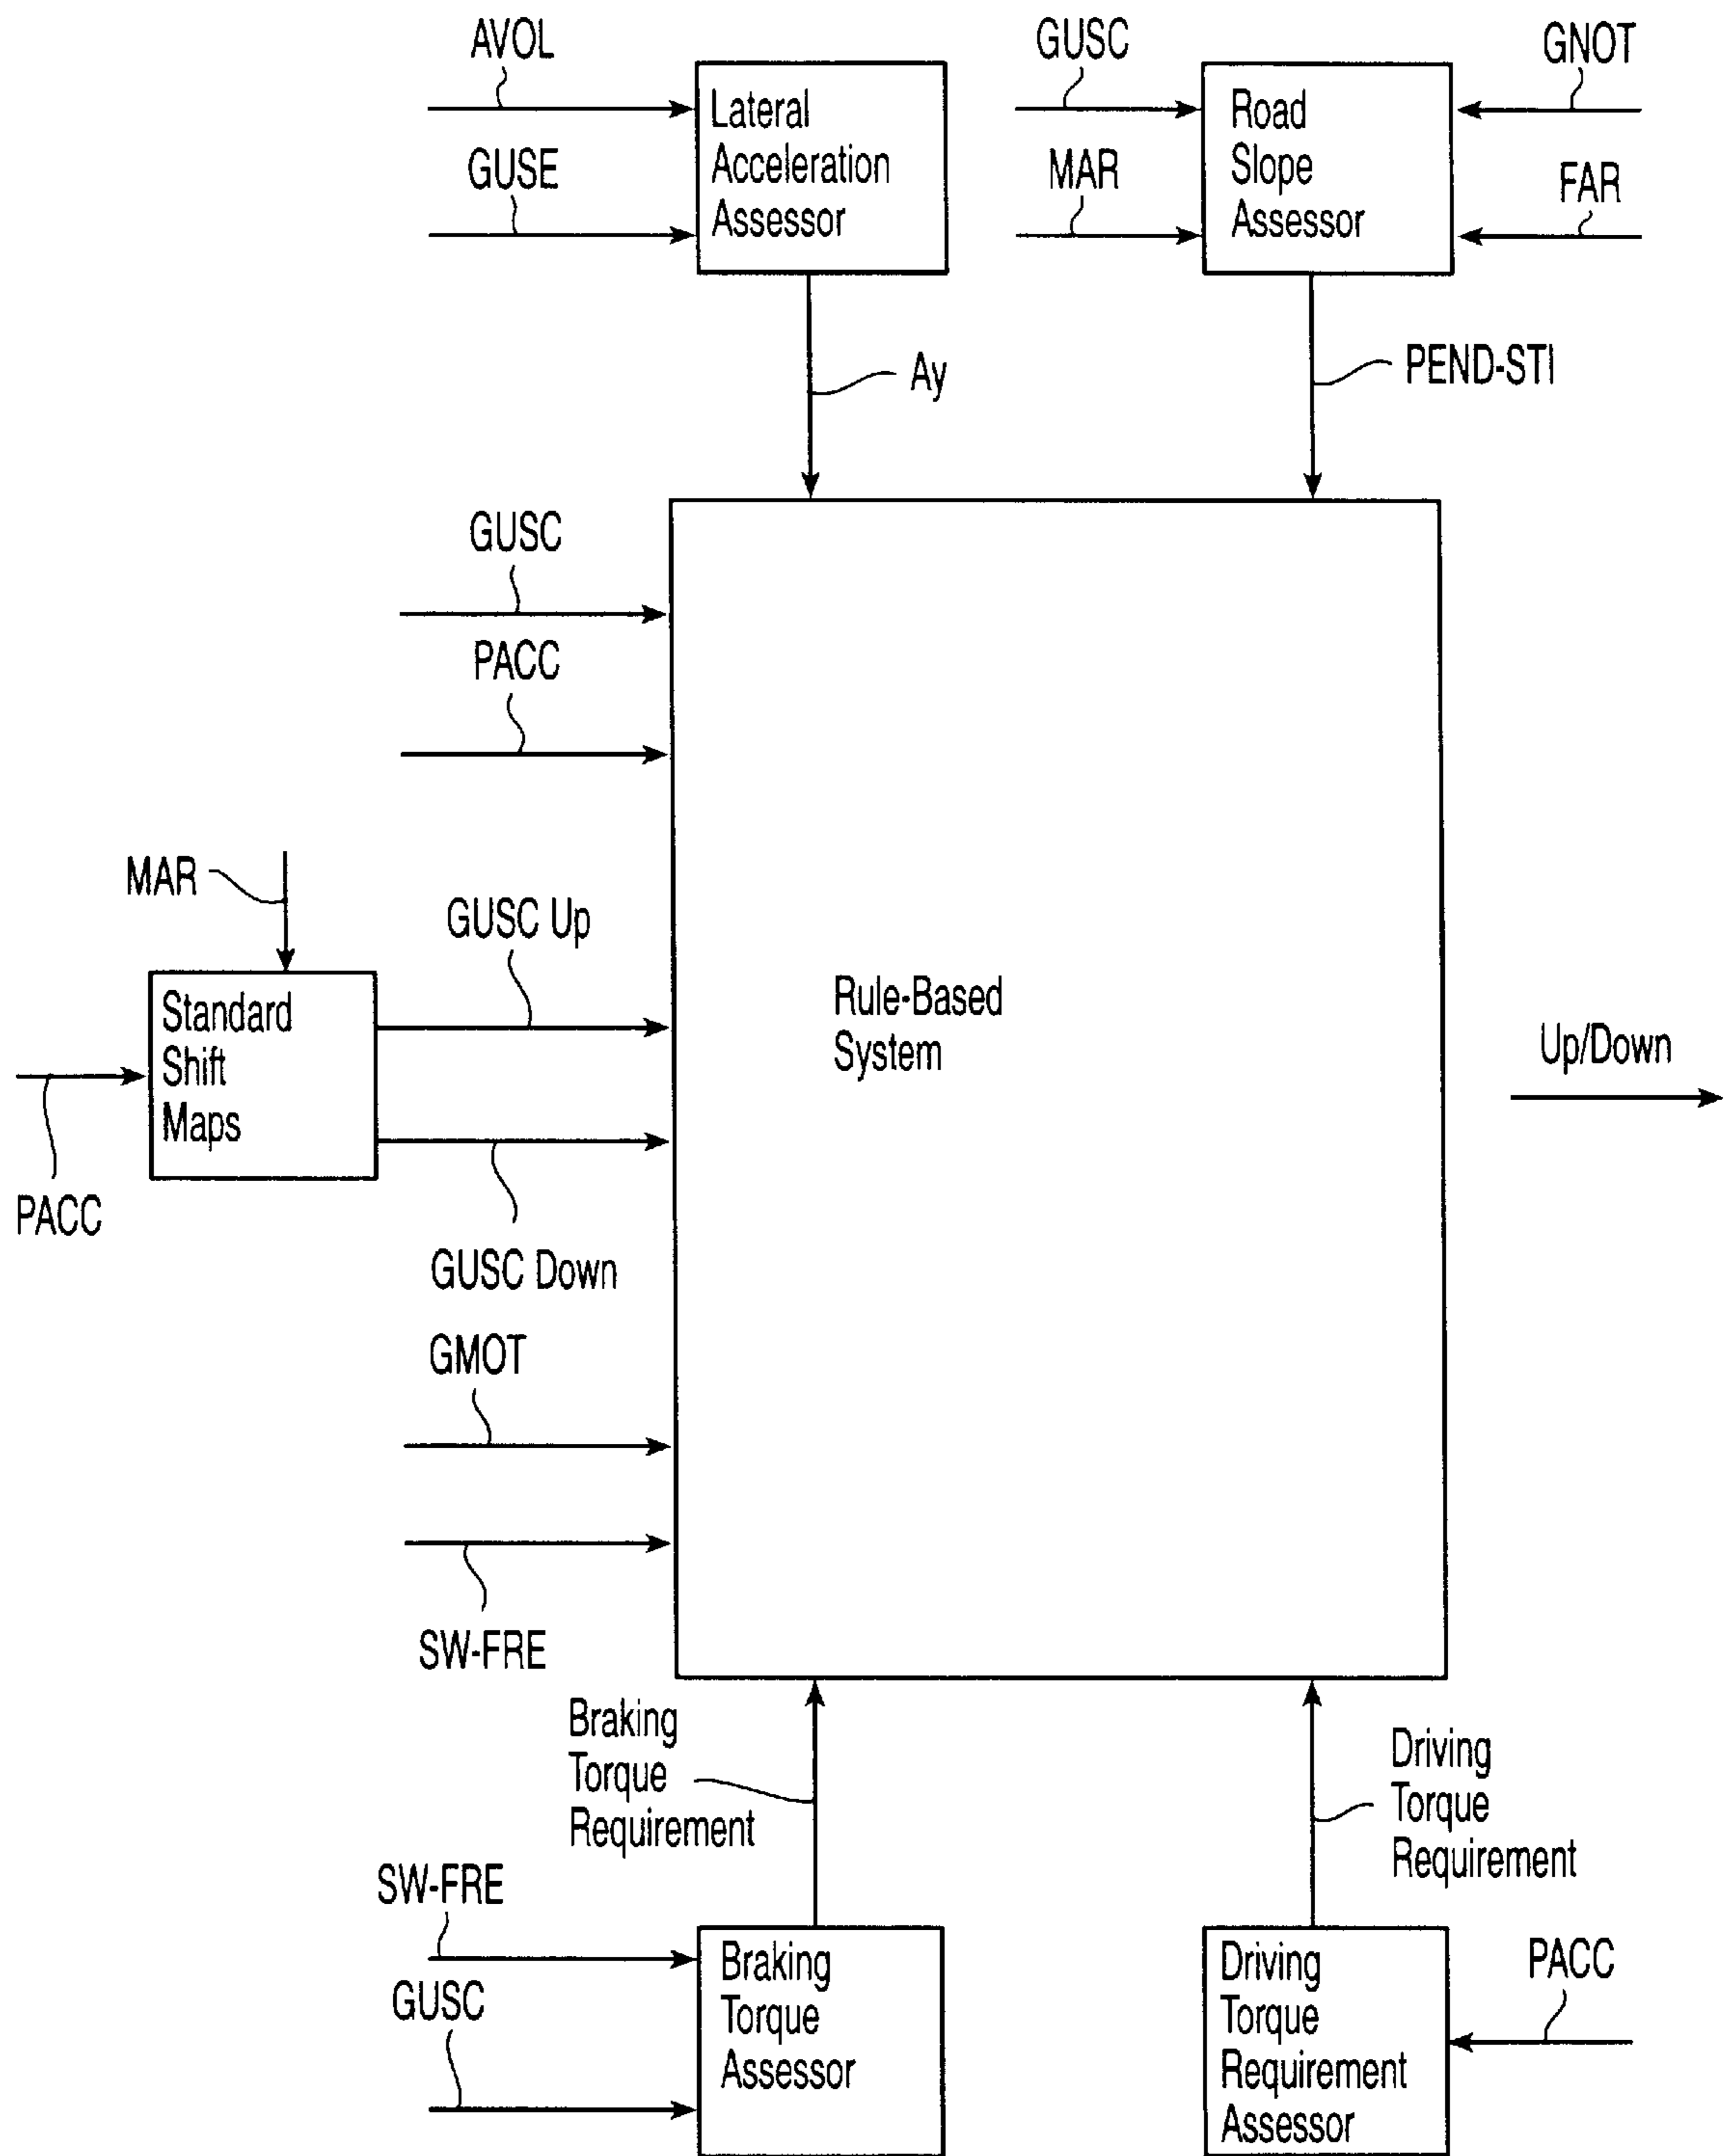 AVOL
GUSE
Lateral
Acceleration
Assessor
GUSC
MAR
Road
Slope
Assessor
GNOT
FAR
Ay
PEND-STI
GUSC
PACC
MAR
GUSC Up
Standard
Shift
Maps
PACC
GUSC Down
Rule-Based
System
Up/Down
GMOT
SW-FRE
Braking
Torque
Requirement
Driving
Torque
Requirement
SW-FRE
GUSC
Braking
Torque
Assessor
Driving
Torque
Requirement
Assessor
PACC